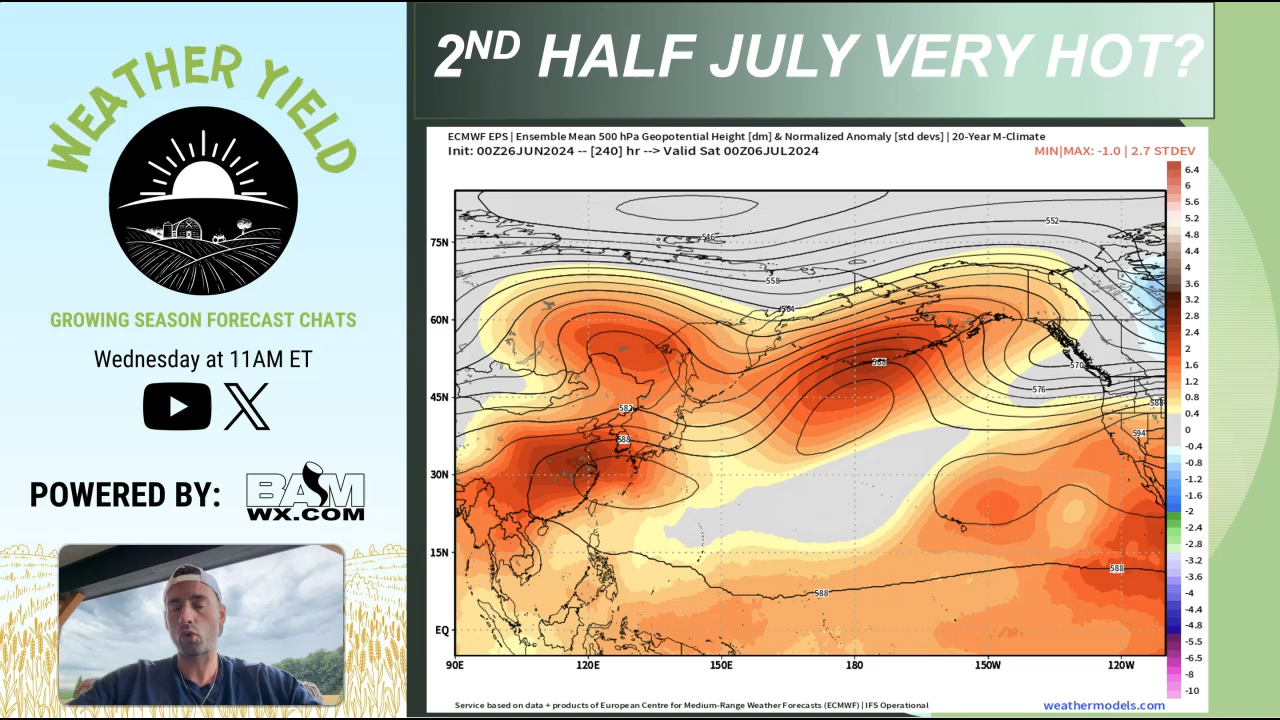 WEATHER YIELD
GROWING SEASON FORECAST CHATS
Wednesday at 11AM ET
POWERED BY:
BAM
WX.COM
2ND HALF JULY VERY HOT?
ECMWF EPS | Ensemble Mean 500 hPa Geopotential Height [dm] & Normalized Anomaly [std devs] | 20-Year M-Climate
Init: 00Z26JUN2024 -- [240] hr --> Valid Sat 00Z06JUL2024
MIN|MAX: -1.0 | 2.7 STDEV
75N
60N
45N
30N
15N
EQ
90E
120E
150E
180
150W
120W
546
552
558
564
568
570
576
582
588
588
594
588
588
6.4
6
5.6
5.2
4.8
4.4
4
3.6
3.2
2.8
2.4
2
1.6
1.2
0.8
0.4
0
-0.4
-0.8
-1.2
-1.6
-2
-2.4
-2.8
-3.2
-3.6
-4
-4.4
-4.8
-5.5
-6.5
-8
-10
Service based on data + products of European Centre for Medium-Range Weather Forecasts (ECMWF) | IFS Operational
weathermodels.com